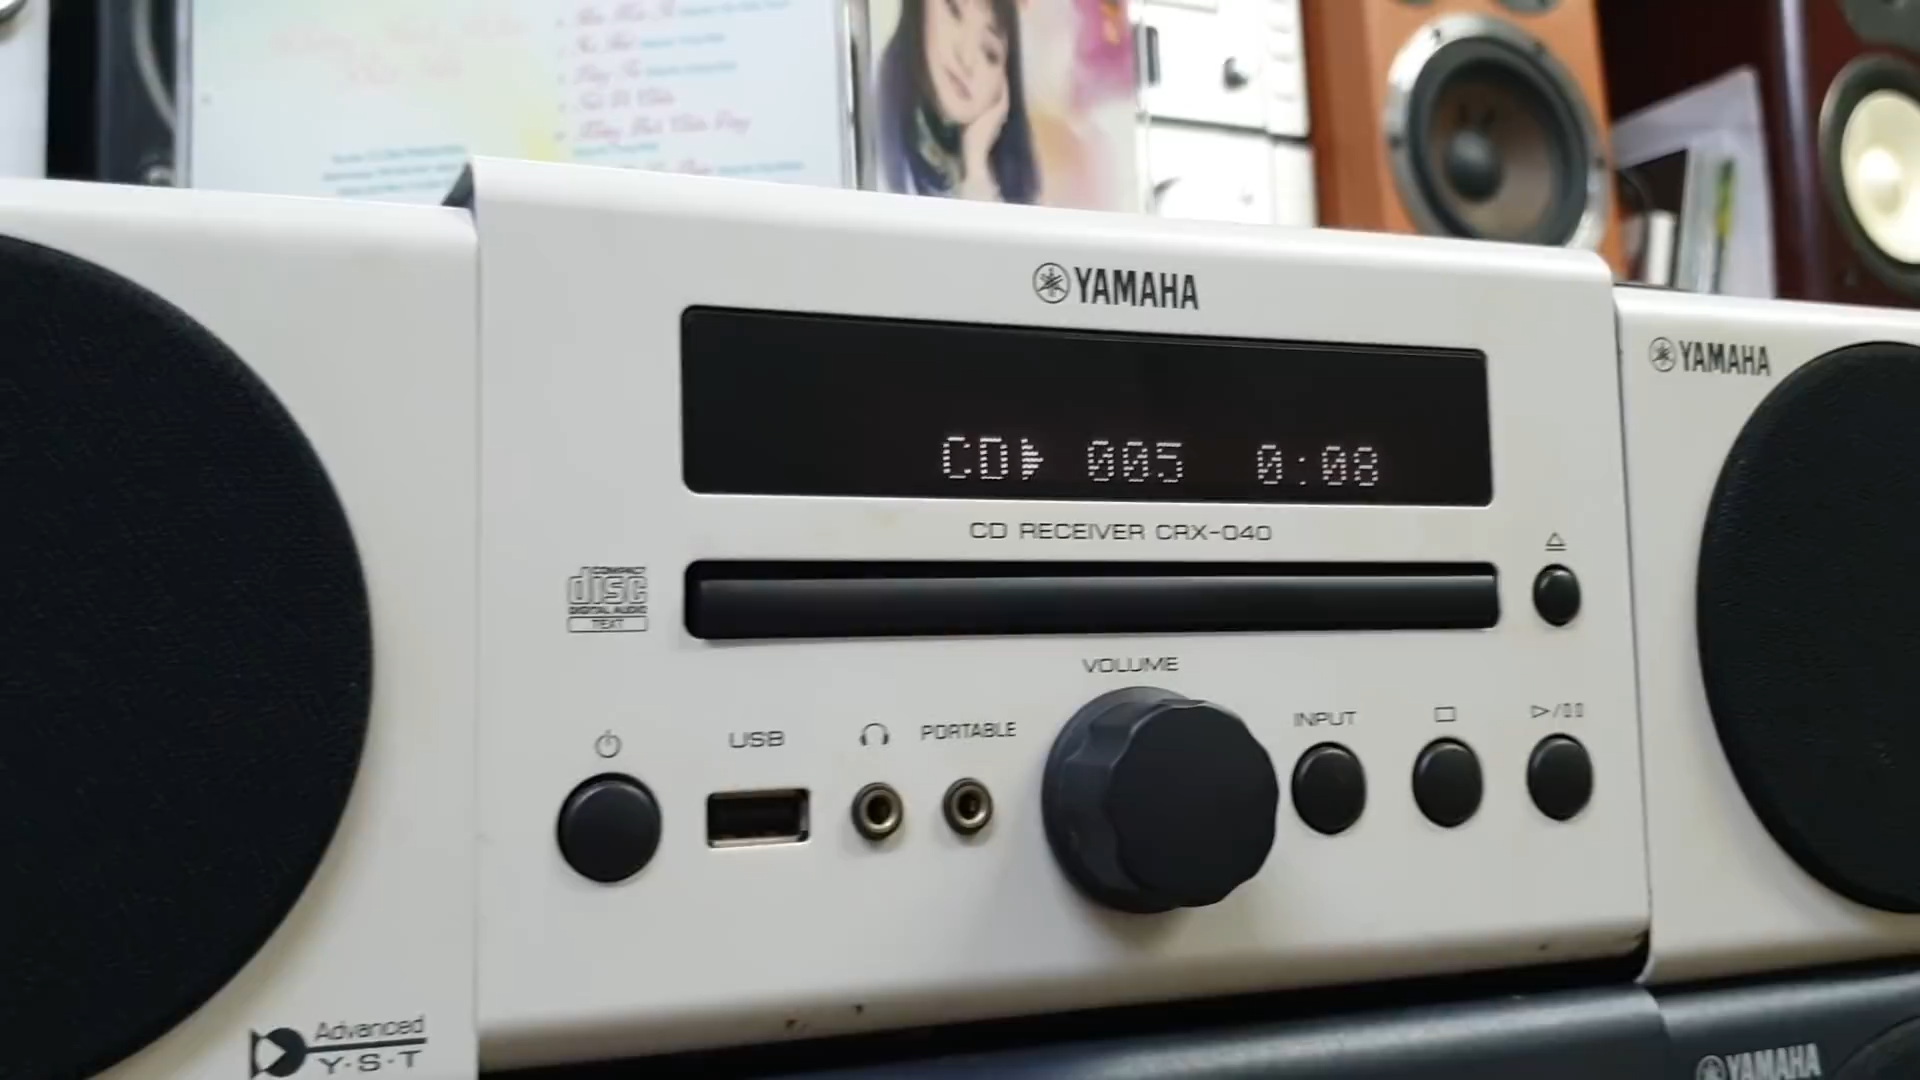 YAMAHA
YAMAHA
CD 005 0:08
CD RECEIVER CRX-040
COMPACT
disc
DIGITAL AUDIO
TEXT
VOLUME
USB
PORTABLE
INPUT
Advanced
Y·S·T
YAMAHA